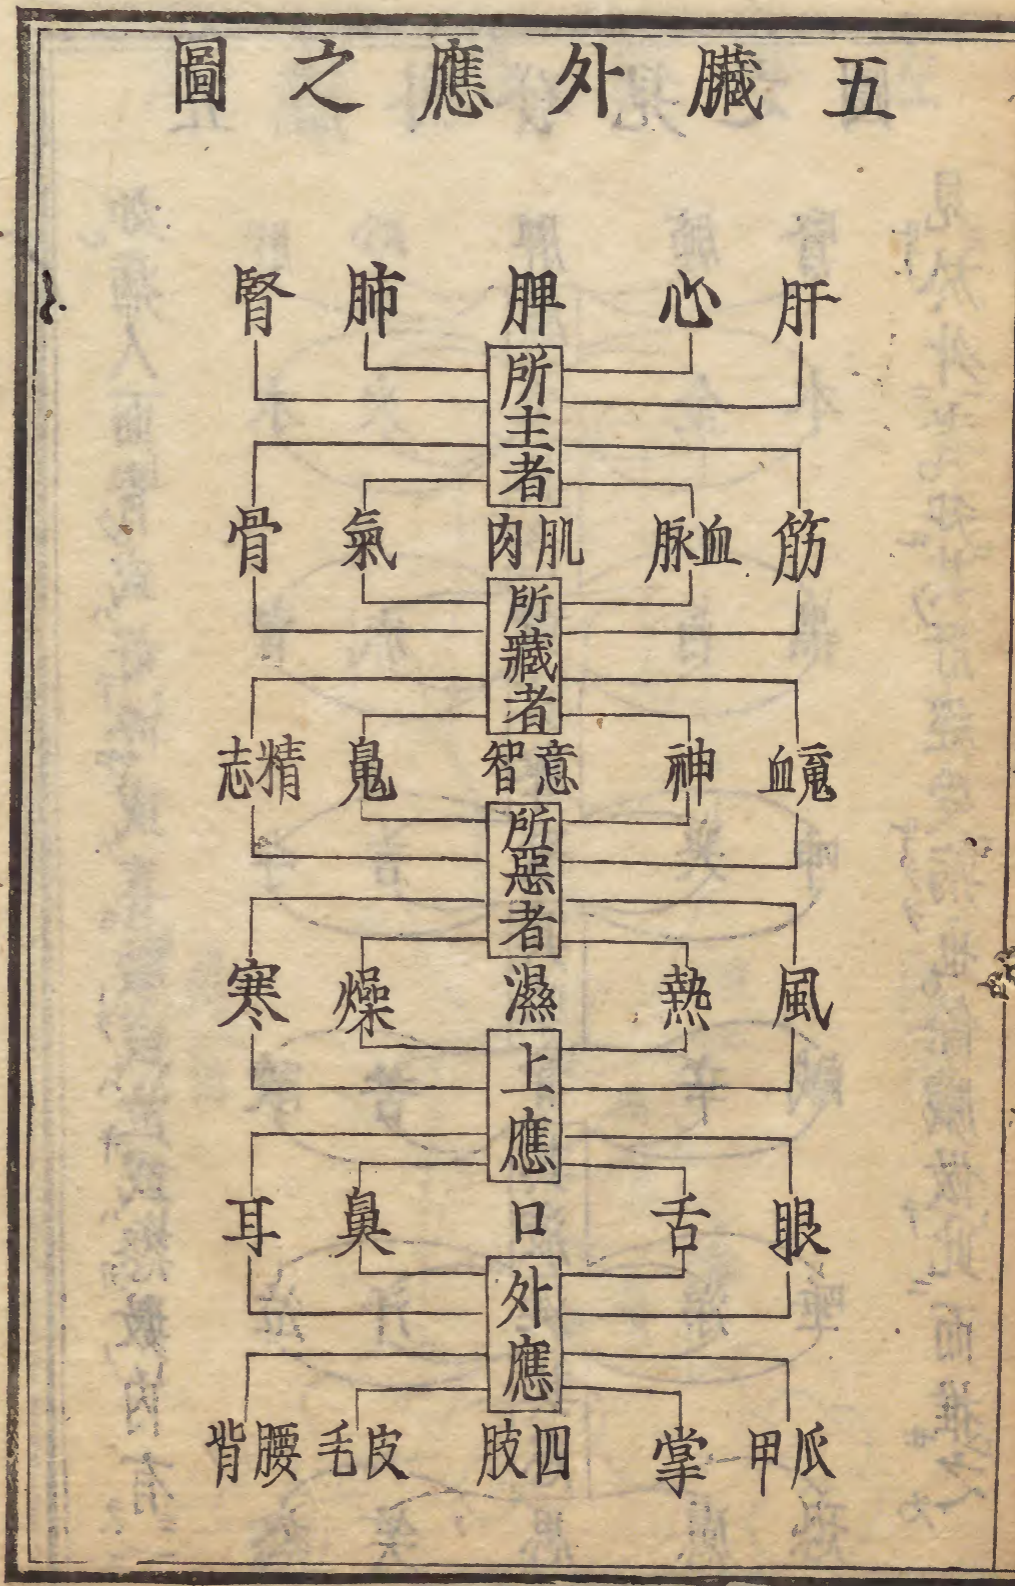 五臟外應之圖
肝 心 脾 肺 腎
所主者
筋 血脉 肌肉 氣 骨
所藏者
䰟血 神 意智 魄 精志
所惡者
風 熱 濕 燥 寒
上應
眼 舌 口 鼻 耳
外應
爪甲 掌 四肢 皮毛 腰背